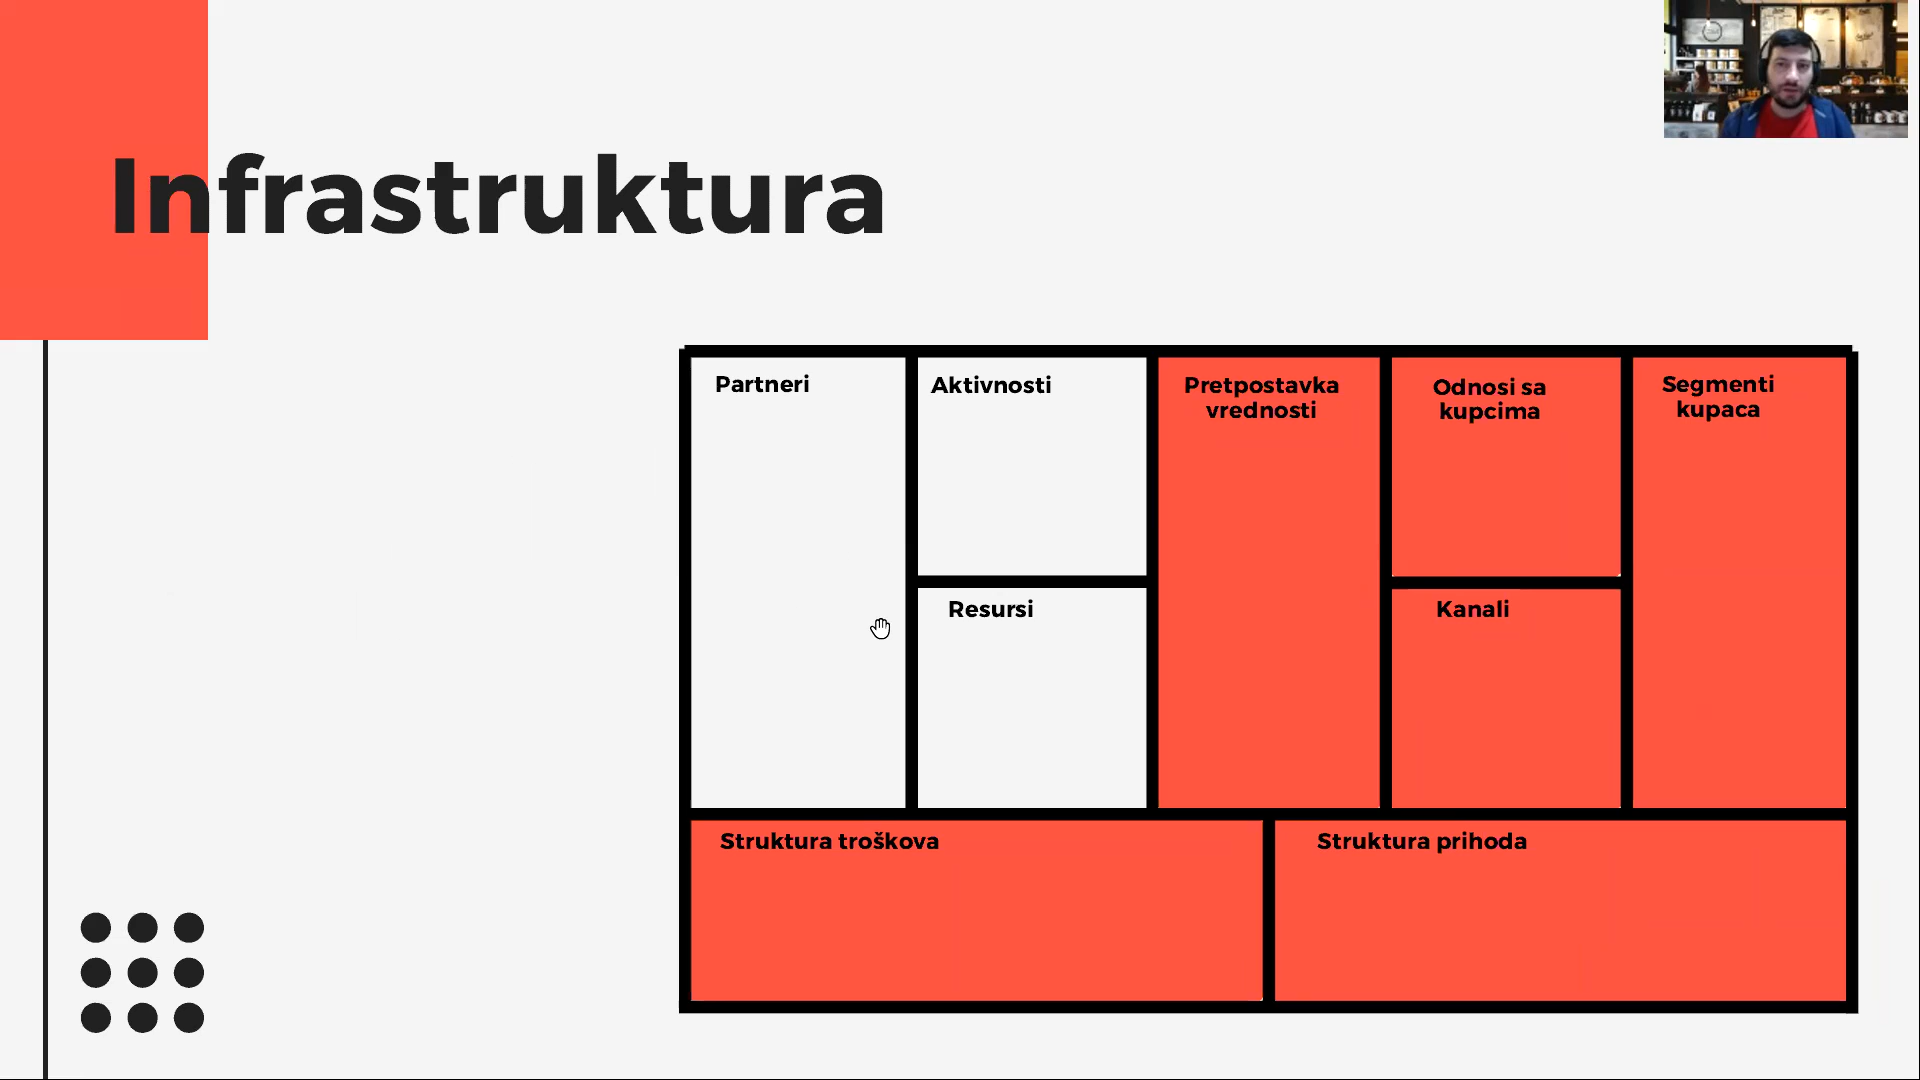 Infrastruktura
Partneri
Aktivnosti
Pretpostavka
vrednosti
Odnosi sa
kupcima
Segmenti
kupaca
Resursi
Kanali
Struktura troškova
Struktura prihoda